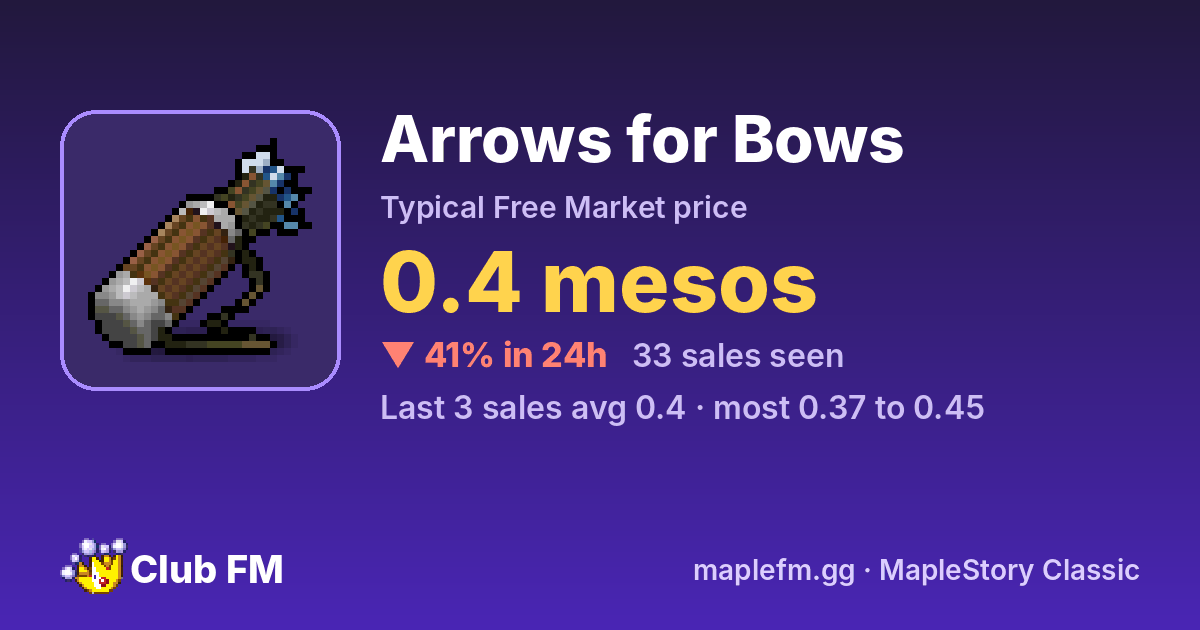 Arrows for Bows
Typical Free Market price
0.4 mesos
▼ 41% in 24h 33 sales seen
Last 3 sales avg 0.4 · most 0.37 to 0.45
Club FM
maplefm.gg · MapleStory Classic